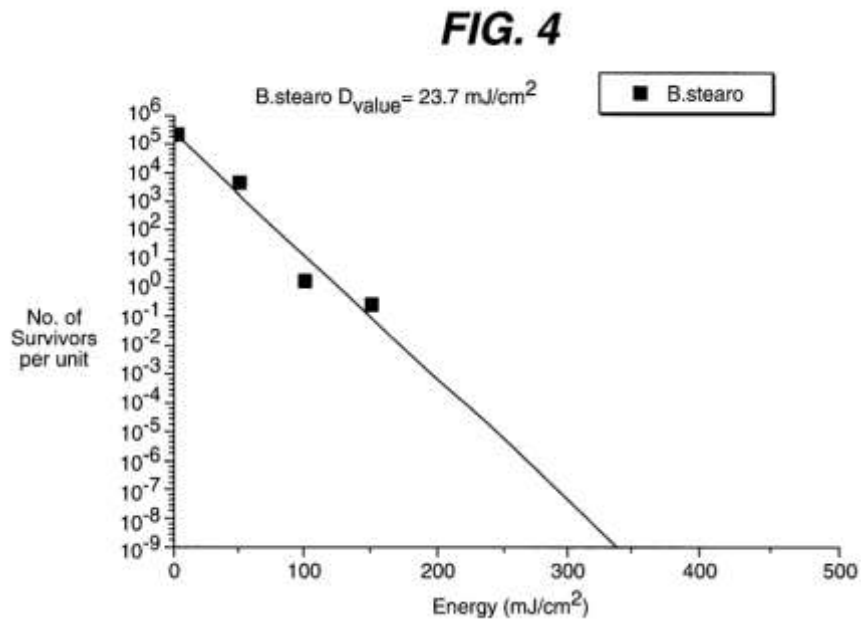 FIG. 4
B.stearo D_value= 23.7 mJ/cm²
B.stearo
10⁶
10⁵
10⁴
10³
10²
10¹
10⁰
10⁻¹
10⁻²
10⁻³
10⁻⁴
10⁻⁵
10⁻⁶
10⁻⁷
10⁻⁸
10⁻⁹
No. of
Survivors
per unit
0 100 200 300 400 500
Energy (mJ/cm²)